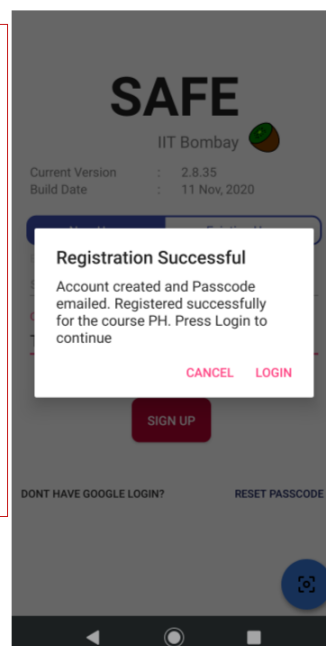 SAFE
IIT Bombay
Current Version : 2.8.35
Build Date : 11 Nov, 2020
Registration Successful
Account created and Passcode
emailed. Registered successfully
for the course PH. Press Login to
continue
CANCEL LOGIN
SIGN UP
DONT HAVE GOOGLE LOGIN? RESET PASSCODE